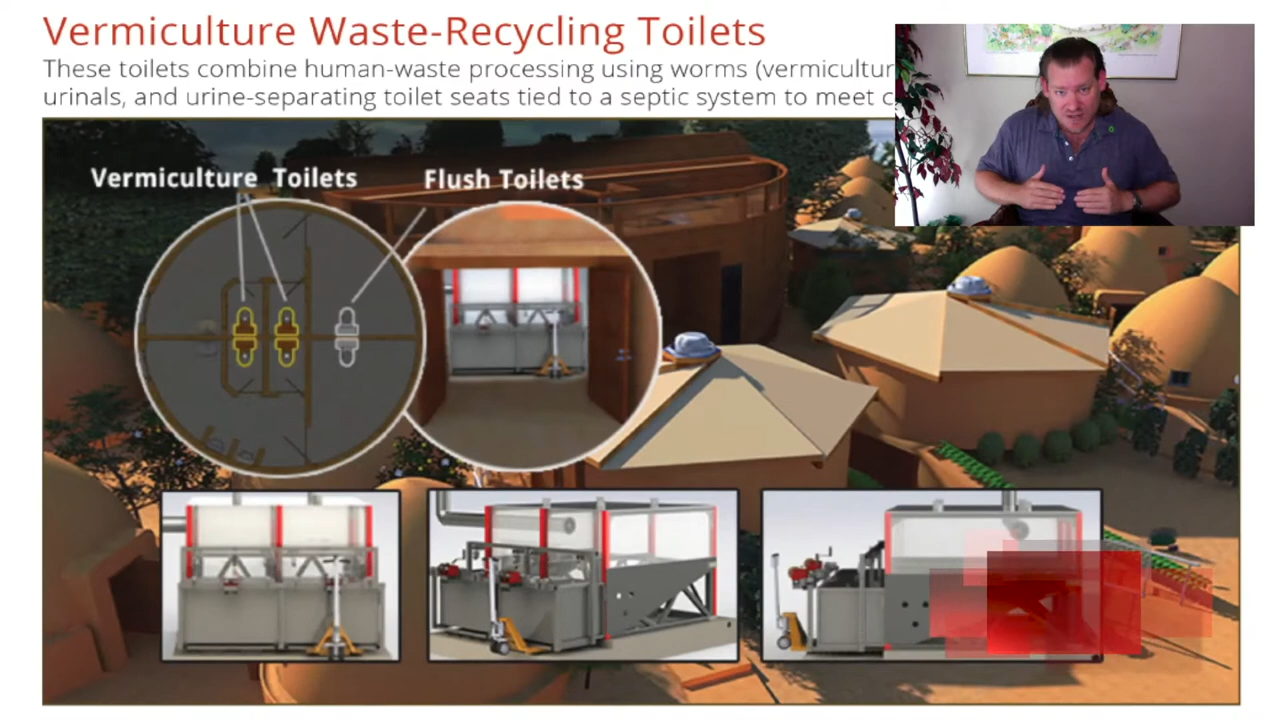 Vermiculture Waste-Recycling Toilets
These toilets combine human-waste processing using worms (vermicultur
urinals, and urine-separating toilet seats tied to a septic system to meet c
Vermiculture Toilets
Flush Toilets